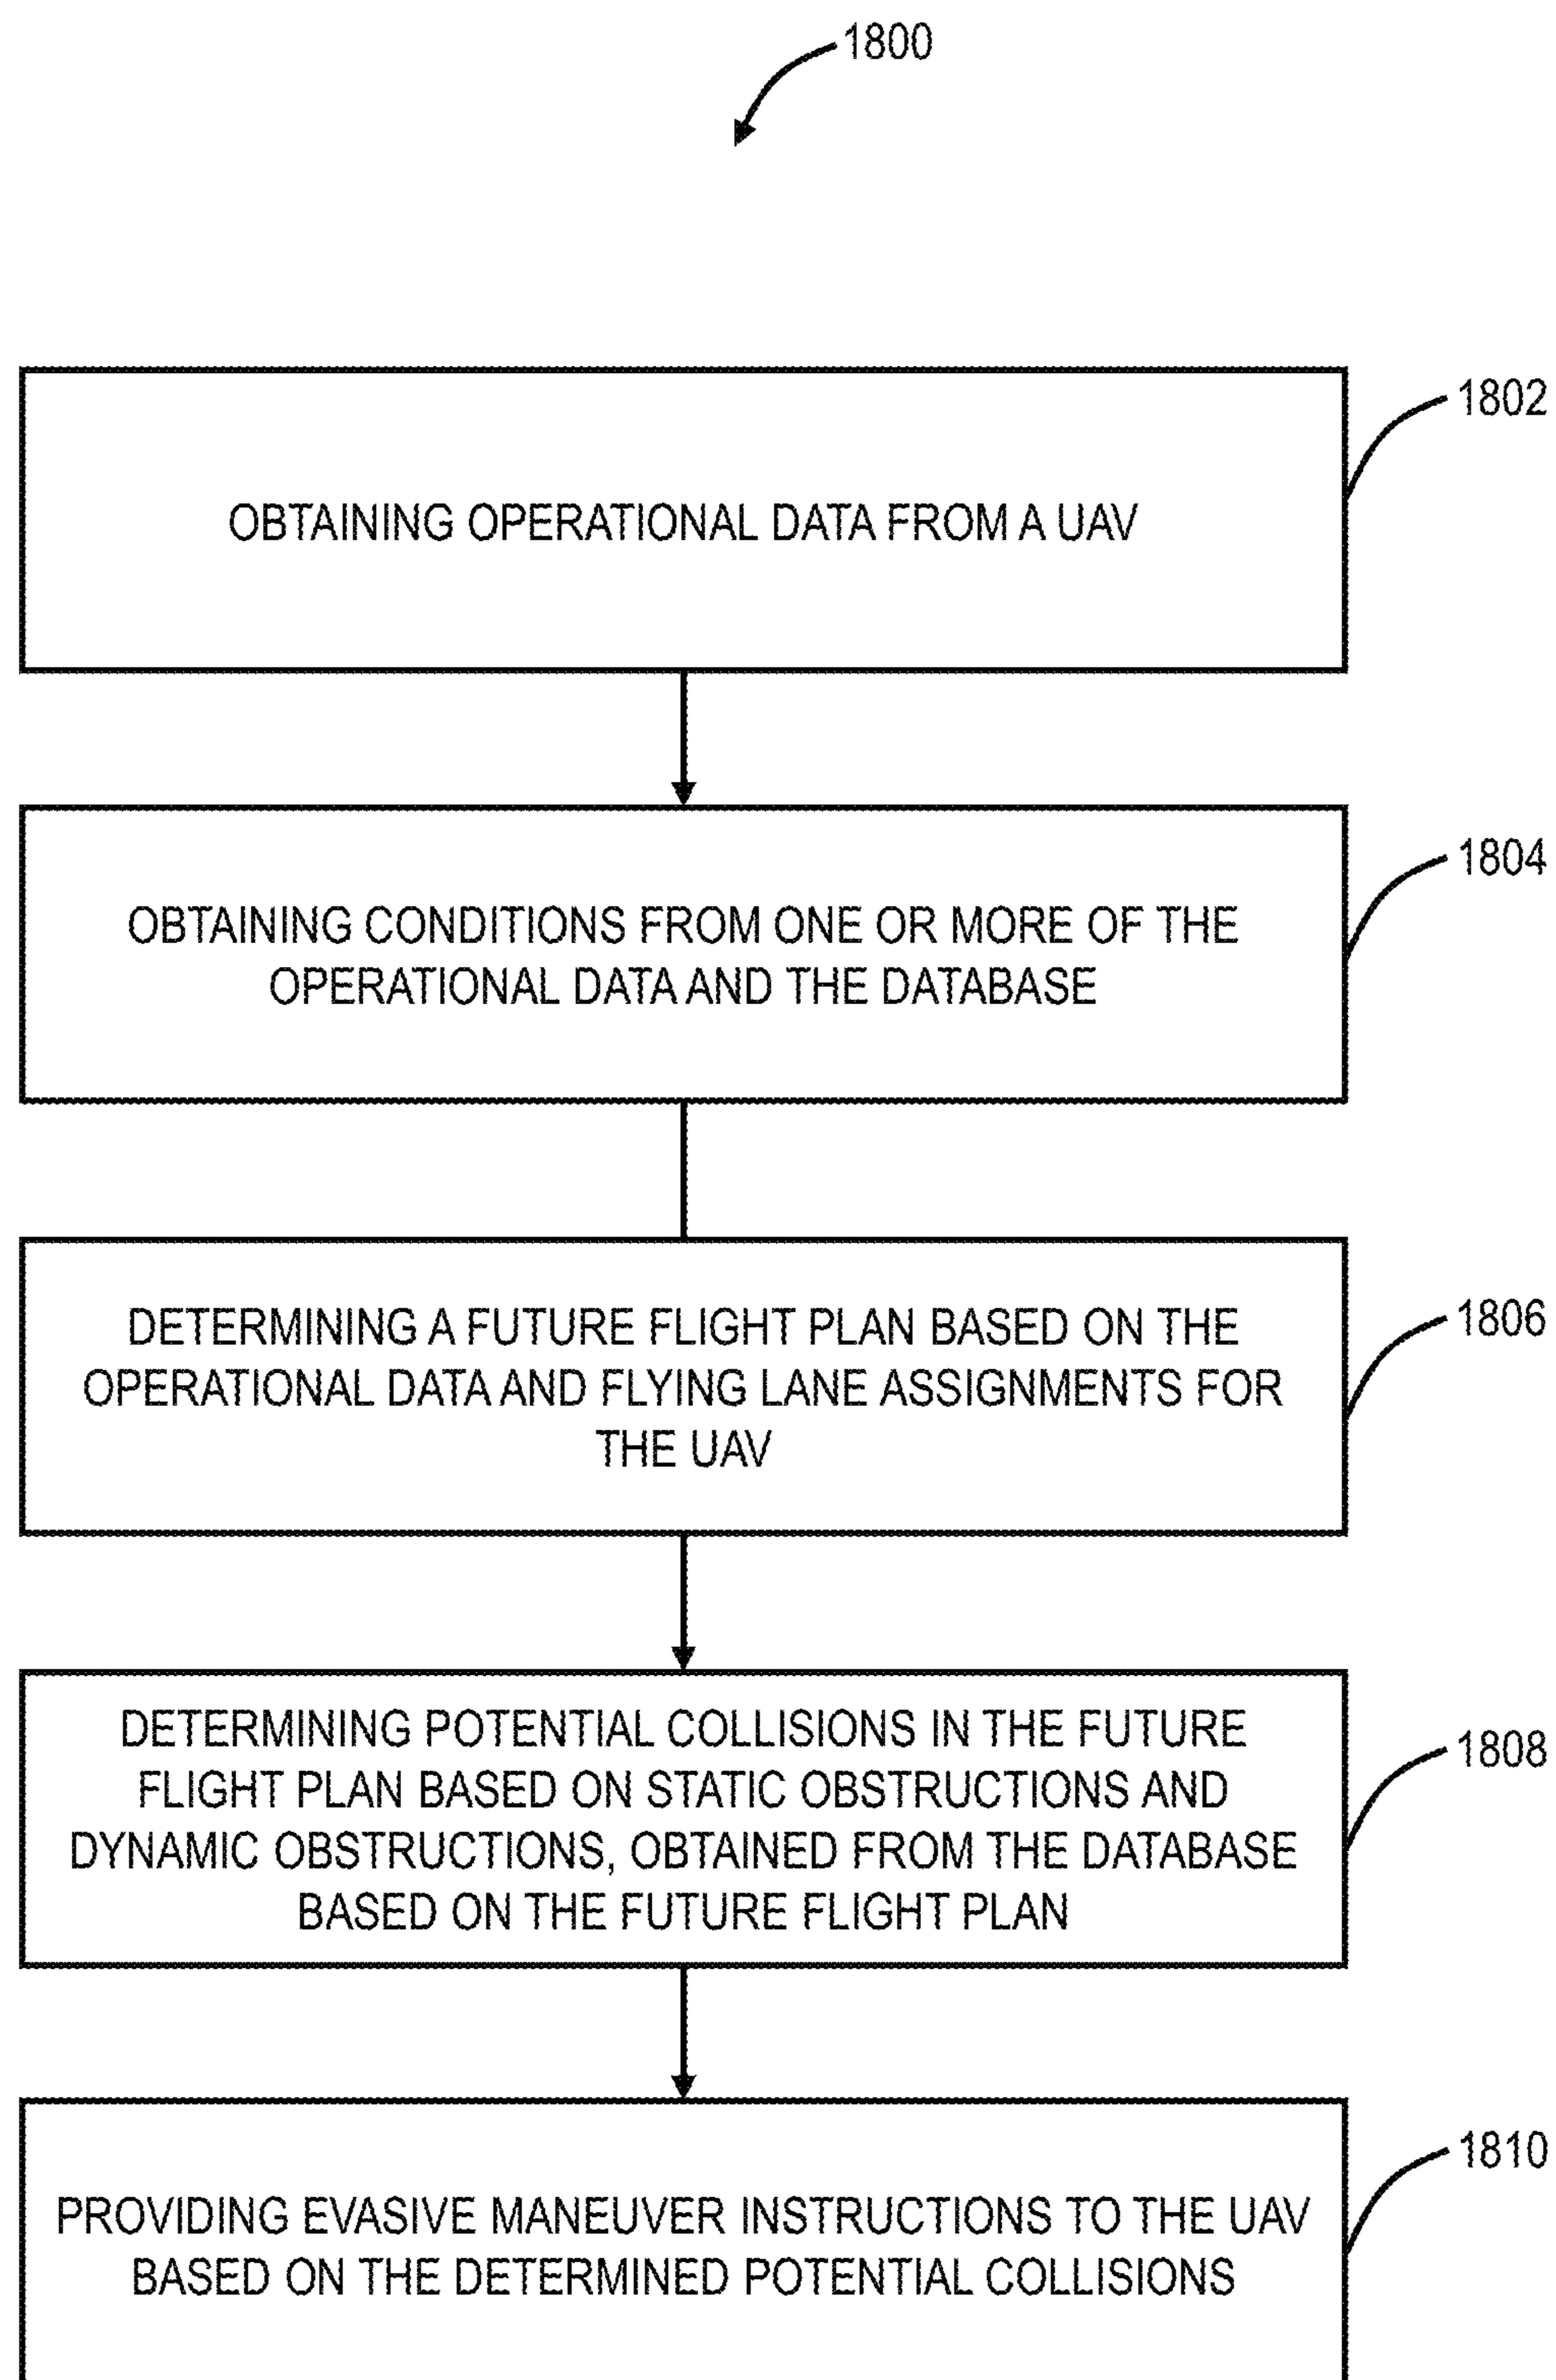 1800
1802
OBTAINING OPERATIONAL DATA FROM A UAV
1804
OBTAINING CONDITIONS FROM ONE OR MORE OF THE
OPERATIONAL DATA AND THE DATABASE
1806
DETERMINING A FUTURE FLIGHT PLAN BASED ON THE
OPERATIONAL DATA AND FLYING LANE ASSIGNMENTS FOR
THE UAV
1808
DETERMINING POTENTIAL COLLISIONS IN THE FUTURE
FLIGHT PLAN BASED ON STATIC OBSTRUCTIONS AND
DYNAMIC OBSTRUCTIONS, OBTAINED FROM THE DATABASE
BASED ON THE FUTURE FLIGHT PLAN
1810
PROVIDING EVASIVE MANEUVER INSTRUCTIONS TO THE UAV
BASED ON THE DETERMINED POTENTIAL COLLISIONS